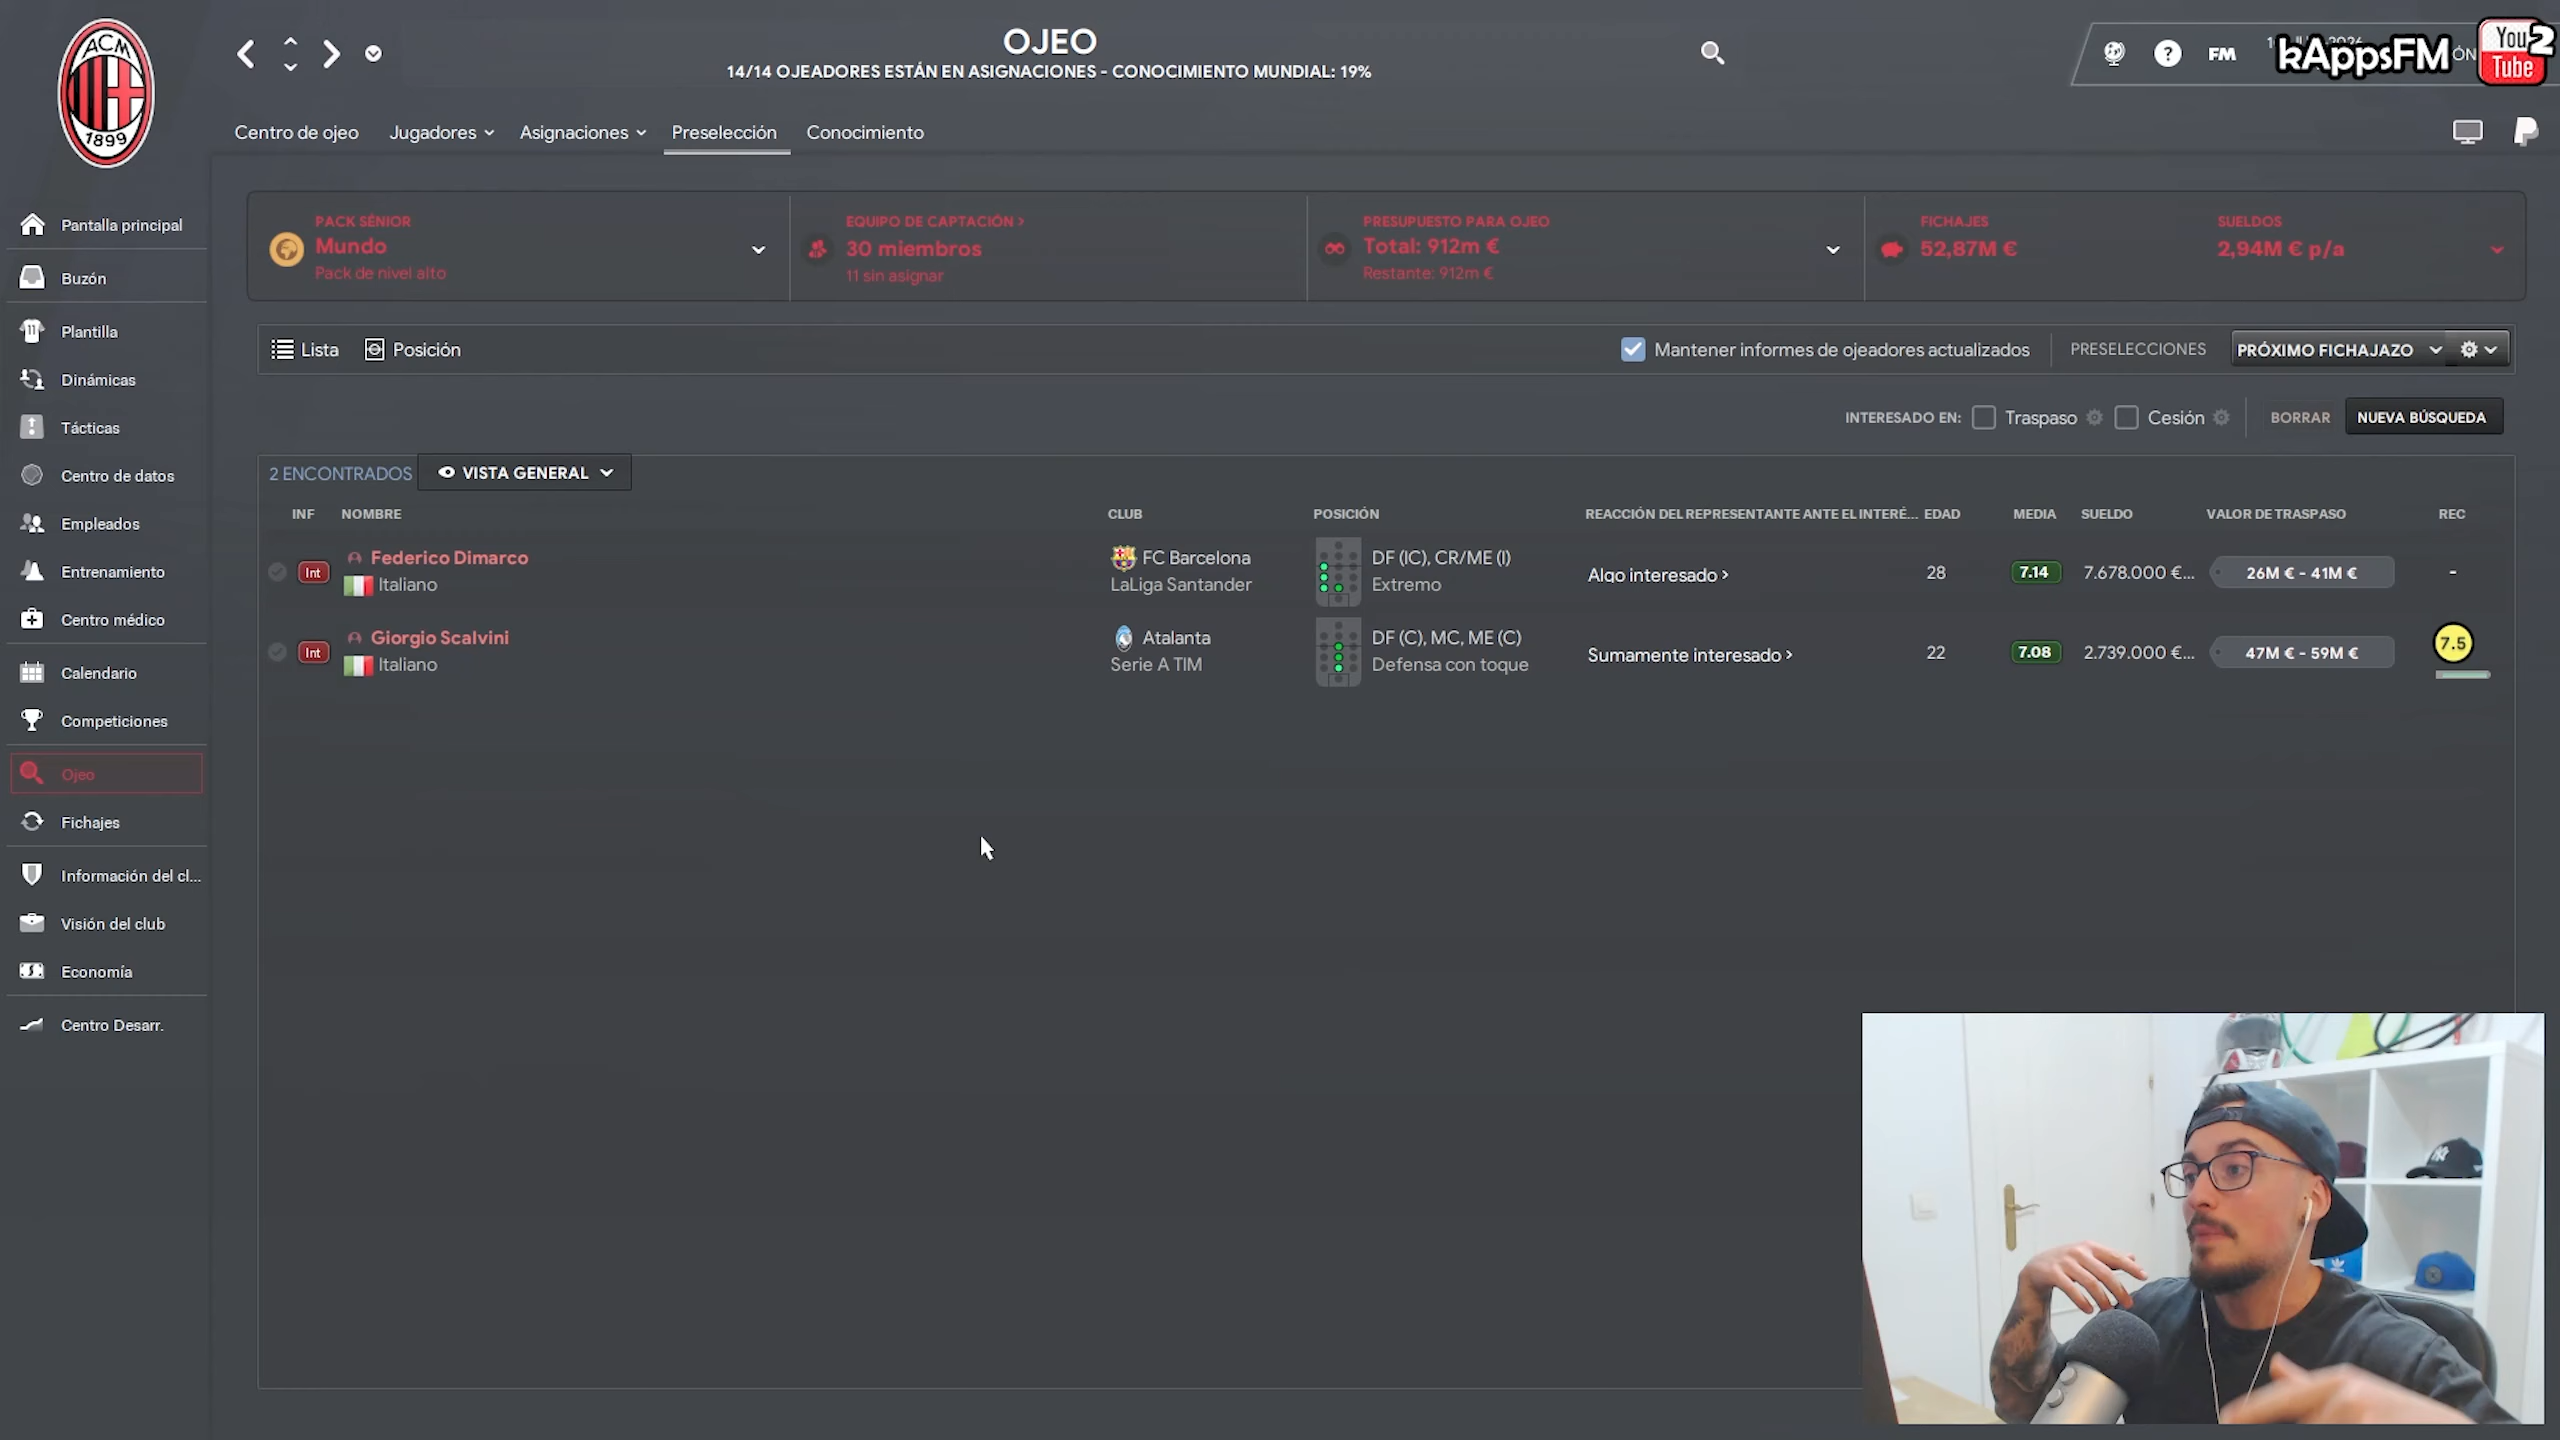 ACM
1899
OJEO
14/14 OJEADORES ESTÁN EN ASIGNACIONES - CONOCIMIENTO MUNDIAL: 19%
FM
kAppsFM
You2
Tube
Centro de ojeo
Jugadores
Asignaciones
Preselección
Conocimiento
Pantalla principal
Buzón
Plantilla
Dinámicas
Tácticas
Centro de datos
Empleados
Entrenamiento
Centro médico
Calendario
Competiciones
Ojeo
Fichajes
Información del cl...
Visión del club
Economía
Centro Desarr.
PACK SÉNIOR
Mundo
Pack de nivel alto
EQUIPO DE CAPTACIÓN >
30 miembros
11 sin asignar
PRESUPUESTO PARA OJEO
Total: 912m €
Restante: 912m €
FICHAJES
52,87M €
SUELDOS
2,94M € p/a
Lista
Posición
Mantener informes de ojeadores actualizados
PRESELECCIONES
PRÓXIMO FICHAJAZO
INTERESADO EN:
Traspaso
Cesión
BORRAR
NUEVA BÚSQUEDA
2 ENCONTRADOS
VISTA GENERAL
INF NOMBRE CLUB POSICIÓN REACCIÓN DEL REPRESENTANTE ANTE EL INTERÉ... EDAD MEDIA SUELDO VALOR DE TRASPASO REC
Int Federico Dimarco FC Barcelona DF (IC), CR/ME (I) Algo interesado > 28 7.14 7.678.000 €... 26M € - 41M € -
Italiano LaLiga Santander Extremo
Int Giorgio Scalvini Atalanta DF (C), MC, ME (C) Sumamente interesado > 22 7.08 2.739.000 €... 47M € - 59M € 7.5
Italiano Serie A TIM Defensa con toque